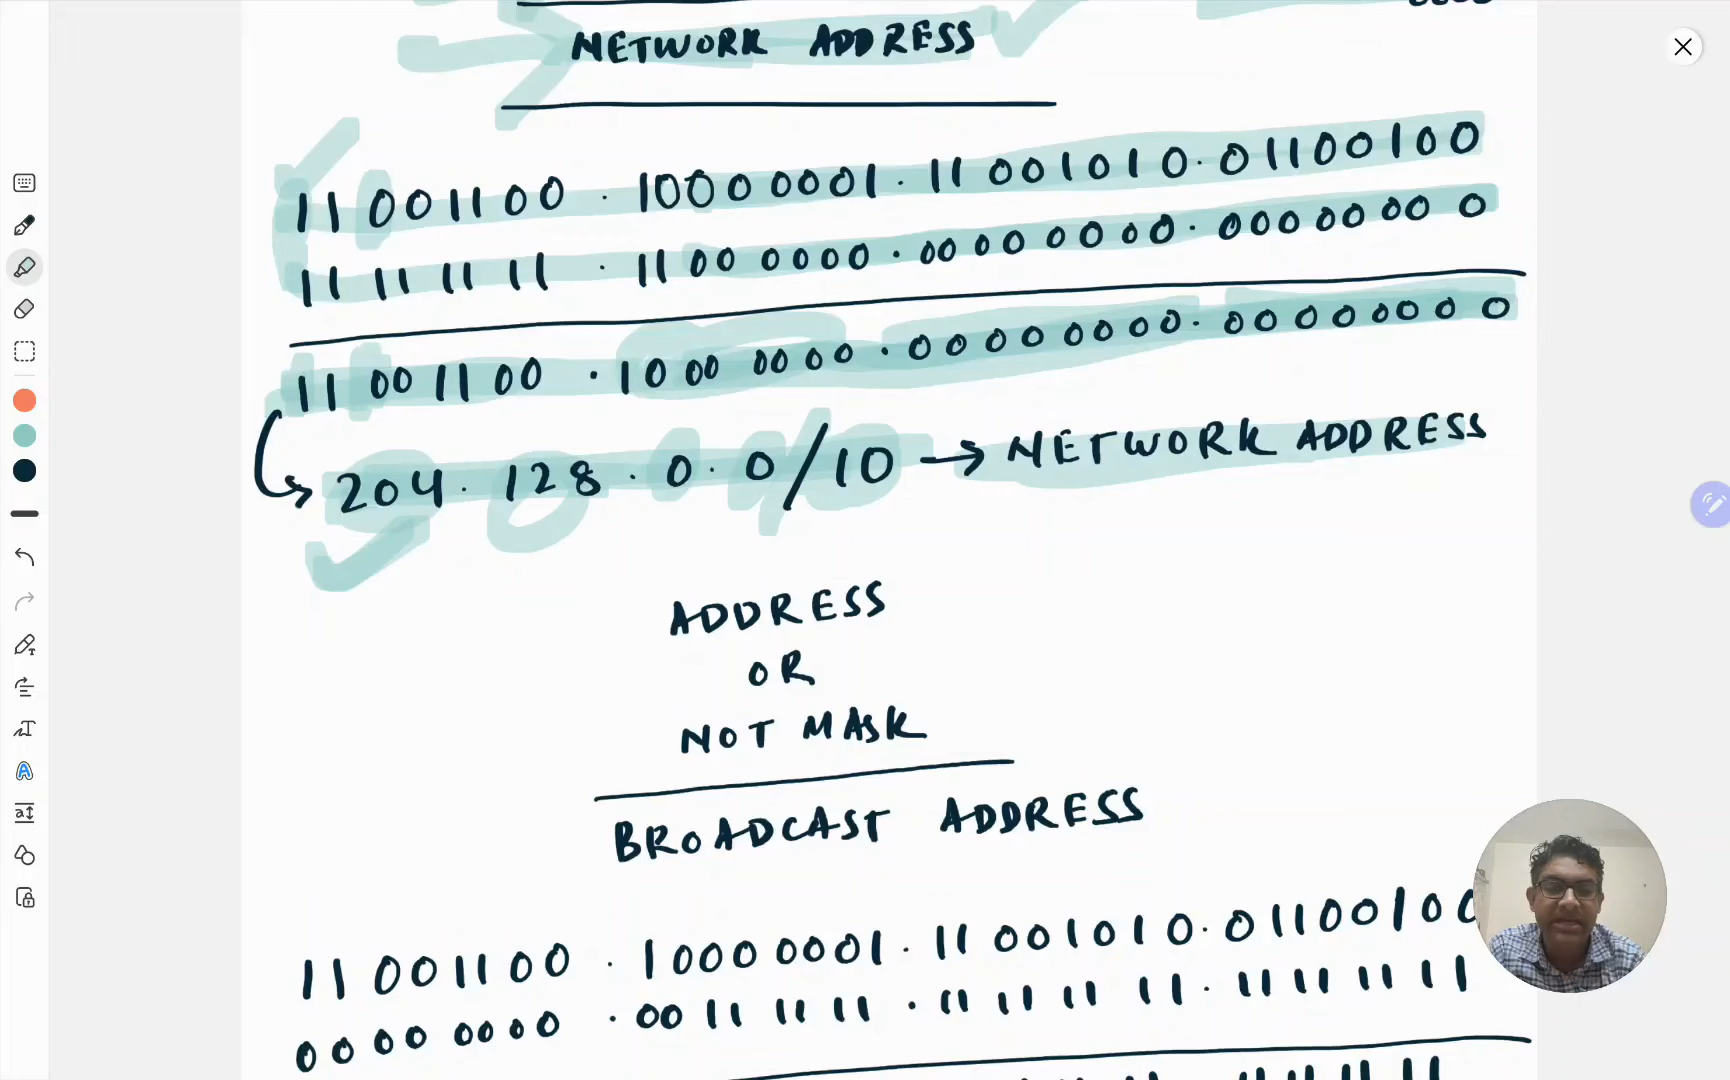 NETWORK ADDRESS
11001100 . 10000001 . 11001010 . 01100100
11111111 . 11000000 . 00000000 . 00000000
11001100 . 10000000 . 00000000 . 00000000
204 . 128 . 0 . 0/10 → NETWORK ADDRESS
ADDRESS
OR
NOT MASK
BROADCAST ADDRESS
11001100 . 10000001 . 11001010 . 01100100
00000000 . 00111111 . 11111111 . 11111111